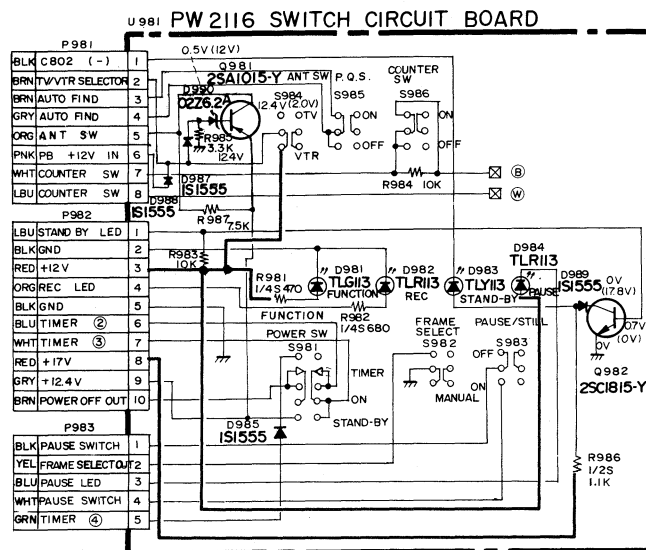 U981 PW 2116 SWITCH CIRCUIT BOARD
P981
BLK C802 (-) 1
BRN TV/VTR SELECTOR 2
BRN AUTO FIND 3
GRY AUTO FIND 4
ORG ANT SW 5
PNK PB +12V IN 6
WHT COUNTER SW 7
LBU COUNTER SW 8
P982
LBU STAND BY LED 1
BLK GND 2
RED +12V 3
ORG REC LED 4
BLK GND 5
BLU TIMER ② 6
WHT TIMER ③ 7
RED +17V 8
GRY +12.4V 9
BRN POWER OFF OUT 10
P983
BLK PAUSE SWITCH 1
YEL FRAME SELECT OUT 2
BLU PAUSE LED 3
WHT PAUSE SWITCH 4
GRN TIMER ④ 5
0.5V (12V)
Q981
2SA1015-Y
D990
02Z6.2A
12.4V (2.0V)
R985
3.3K
12.4V
D987
1S1555
D988
1S1555
R987
7.5K
ANT SW
S984
OTV
VTR
P.Q.S.
S985
ON
OFF
COUNTER
SW
S986
ON
OFF
R984 10K
B
W
R983
10K
R981
1/4S 470
D981
TLG113
FUNCTION
D982
TLR113
REC
D983
TLY113
STAND-BY
D984
TLR113
PAUSE
D989
1S1555
0V
(17.8V)
0.7V
(0V)
0V
Q982
2SC1815-Y
R982
1/4S 680
FUNCTION
POWER SW
S981
TIMER
ON
STAND-BY
D985
1S1555
FRAME
SELECT
S982
MANUAL
PAUSE/STILL
OFF
S983
ON
R986
1/2S
1.1K